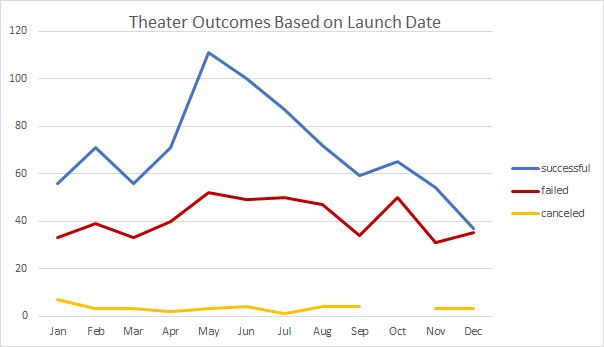 Theater Outcomes Based on Launch Date
120
100
80
60
40
20
0
Jan Feb Mar Apr May Jun Jul Aug Sep Oct Nov Dec
successful
failed
canceled